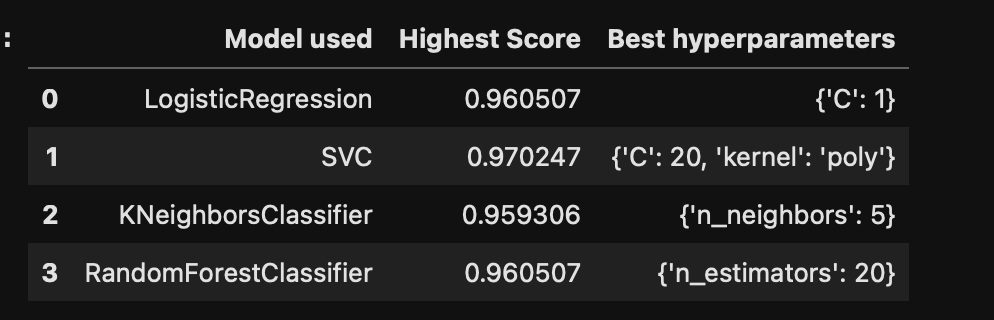 :
Model used Highest Score Best hyperparameters
0 LogisticRegression 0.960507 {'C': 1}
1 SVC 0.970247 {'C': 20, 'kernel': 'poly'}
2 KNeighborsClassifier 0.959306 {'n_neighbors': 5}
3 RandomForestClassifier 0.960507 {'n_estimators': 20}